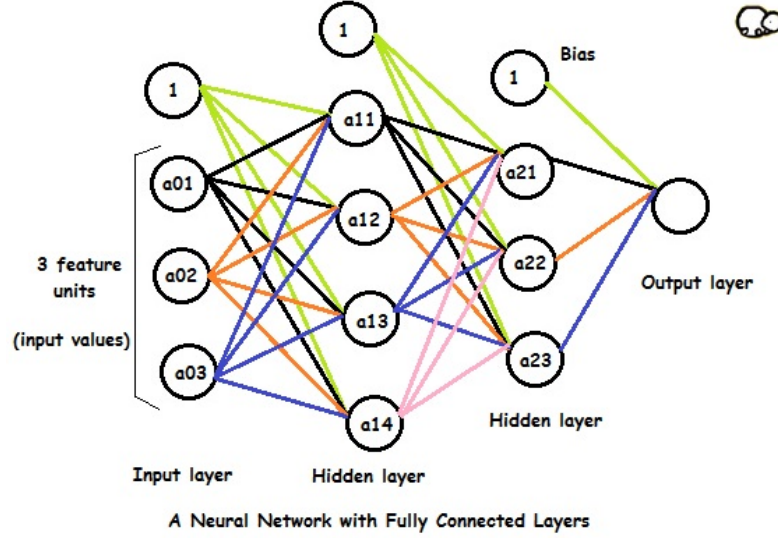 1
1
1
Bias
a11
a01
a21
a12
a02
a22
3 feature
units
(input values)
Output layer
a13
a03
a23
a14
Hidden layer
Input layer
Hidden layer
A Neural Network with Fully Connected Layers